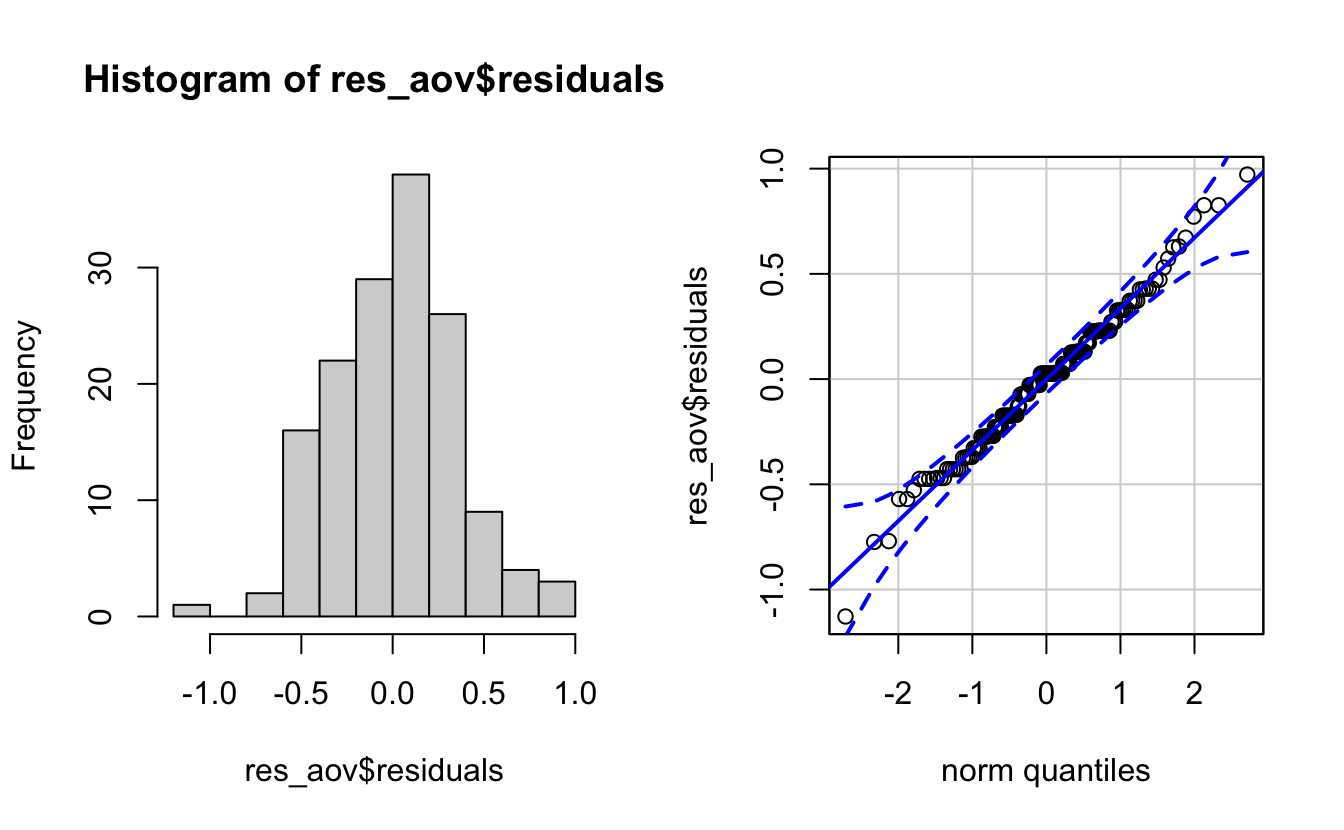 Histogram of res_aov$residuals
Frequency
0
10
20
30
-1.0 -0.5 0.0 0.5 1.0
res_aov$residuals
res_aov$residuals
-1.0
-0.5
0.0
0.5
1.0
-2 -1 0 1 2
norm quantiles